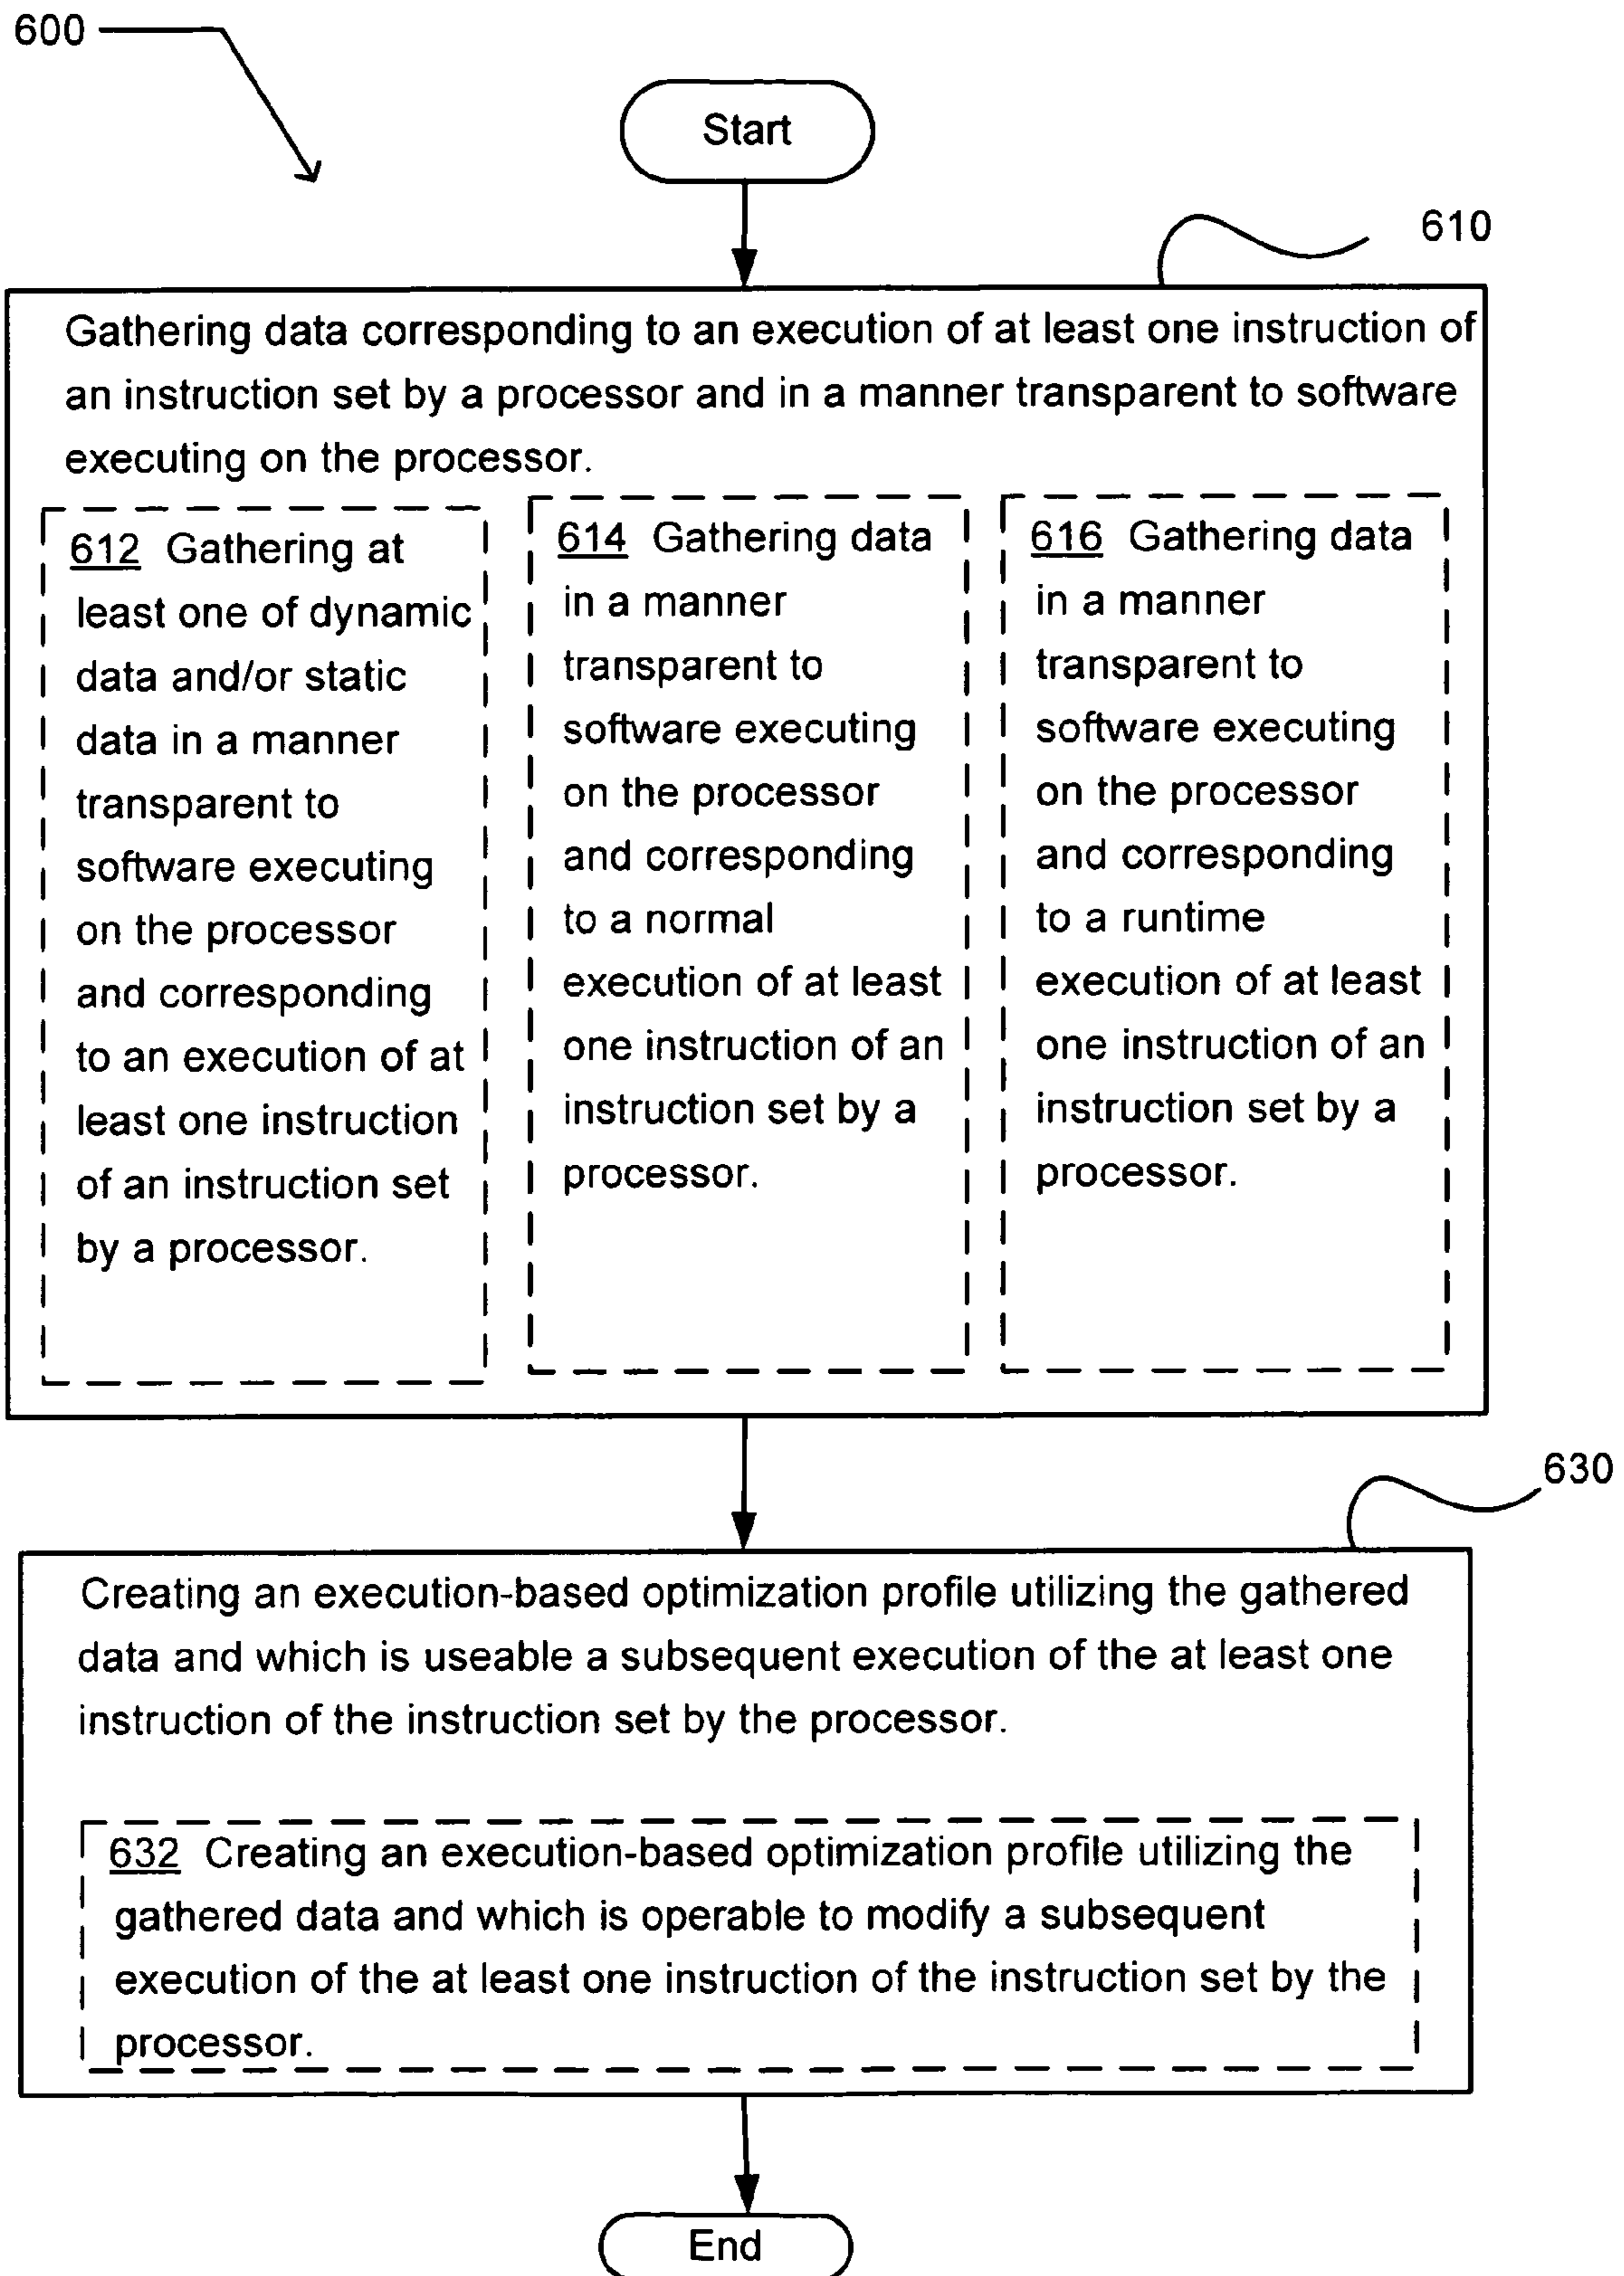 600
Start
610
Gathering data corresponding to an execution of at least one instruction of
an instruction set by a processor and in a manner transparent to software
executing on the processor.
612 Gathering at
least one of dynamic
data and/or static
data in a manner
transparent to
software executing
on the processor
and corresponding
to an execution of at
least one instruction
of an instruction set
by a processor.
614 Gathering data
in a manner
transparent to
software executing
on the processor
and corresponding
to a normal
execution of at least
one instruction of an
instruction set by a
processor.
616 Gathering data
in a manner
transparent to
software executing
on the processor
and corresponding
to a runtime
execution of at least
one instruction of an
instruction set by a
processor.
630
Creating an execution-based optimization profile utilizing the gathered
data and which is useable a subsequent execution of the at least one
instruction of the instruction set by the processor.
632 Creating an execution-based optimization profile utilizing the
gathered data and which is operable to modify a subsequent
execution of the at least one instruction of the instruction set by the
processor.
End